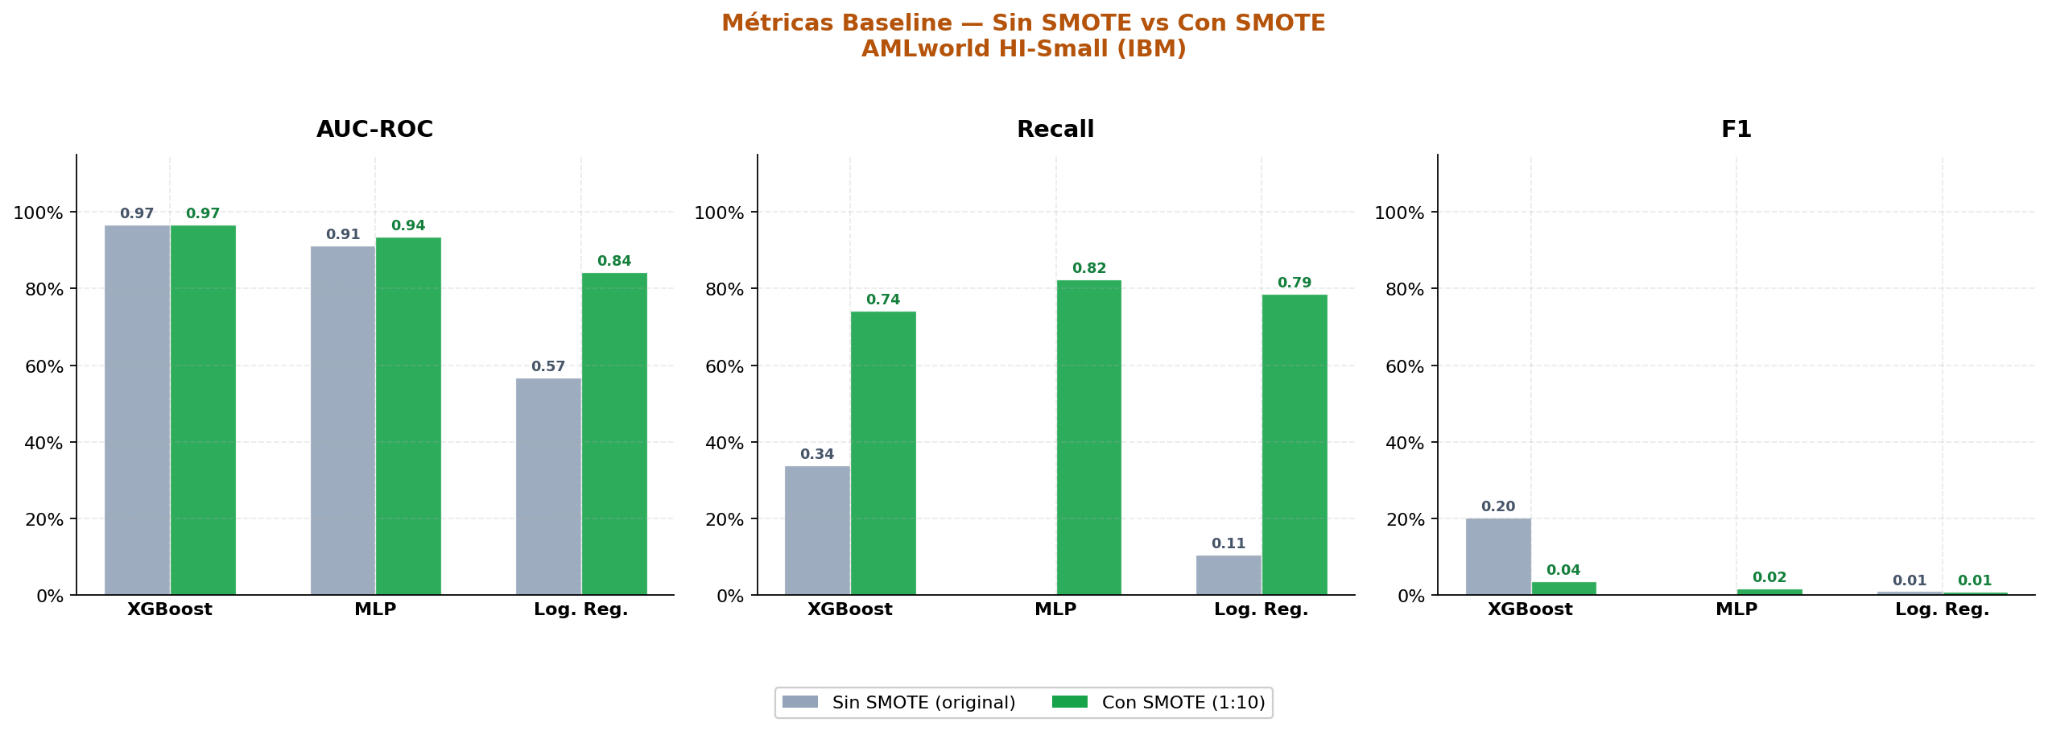 Métricas Baseline — Sin SMOTE vs Con SMOTE
AMLworld HI-Small (IBM)
AUC-ROC
100%
80%
60%
40%
20%
0%
0.97
0.97
0.91
0.94
0.57
0.84
XGBoost
MLP
Log. Reg.
Recall
100%
80%
60%
40%
20%
0%
0.34
0.74
0.82
0.11
0.79
XGBoost
MLP
Log. Reg.
F1
100%
80%
60%
40%
20%
0%
0.20
0.04
0.02
0.01
0.01
XGBoost
MLP
Log. Reg.
Sin SMOTE (original)
Con SMOTE (1:10)